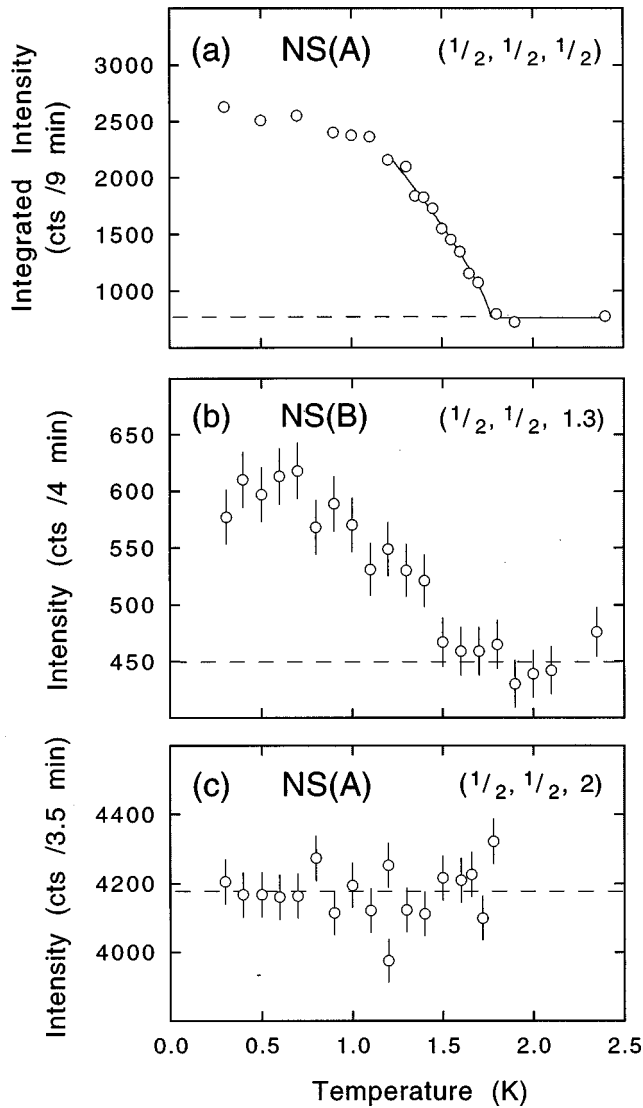 (a) NS(A) (1/2, 1/2, 1/2)
Integrated Intensity
(cts /9 min)
3000
2500
2000
1500
1000
(b) NS(B) (1/2, 1/2, 1.3)
Intensity (cts /4 min)
650
600
550
500
450
(c) NS(A) (1/2, 1/2, 2)
Intensity (cts /3.5 min)
4400
4200
4000
0.0 0.5 1.0 1.5 2.0 2.5
Temperature (K)